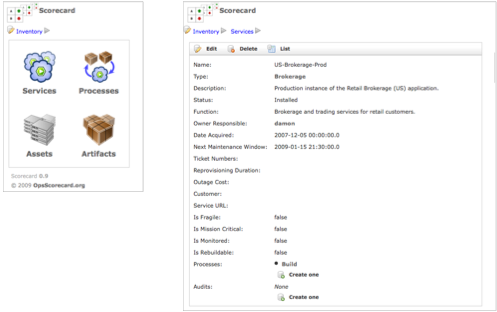 Scorecard
Inventory
Services
Processes
Assets
Artifacts
Scorecard 0.9
© 2009 OpsScorecard.org
Scorecard
Inventory Services
Edit Delete List
Name: US-Brokerage-Prod
Type: Brokerage
Description: Production instance of the Retail Brokerage (US) application.
Status: Installed
Function: Brokerage and trading services for retail customers.
Owner Responsible: damon
Date Acquired: 2007-12-05 00:00:00.0
Next Maintenance Window: 2009-01-15 21:30:00.0
Ticket Numbers:
Reprovisioning Duration:
Outage Cost:
Customer:
Service URL:
Is Fragile: false
Is Mission Critical: false
Is Monitored: false
Is Rebuildable: false
Processes: • Build
Create one
Audits: None
Create one